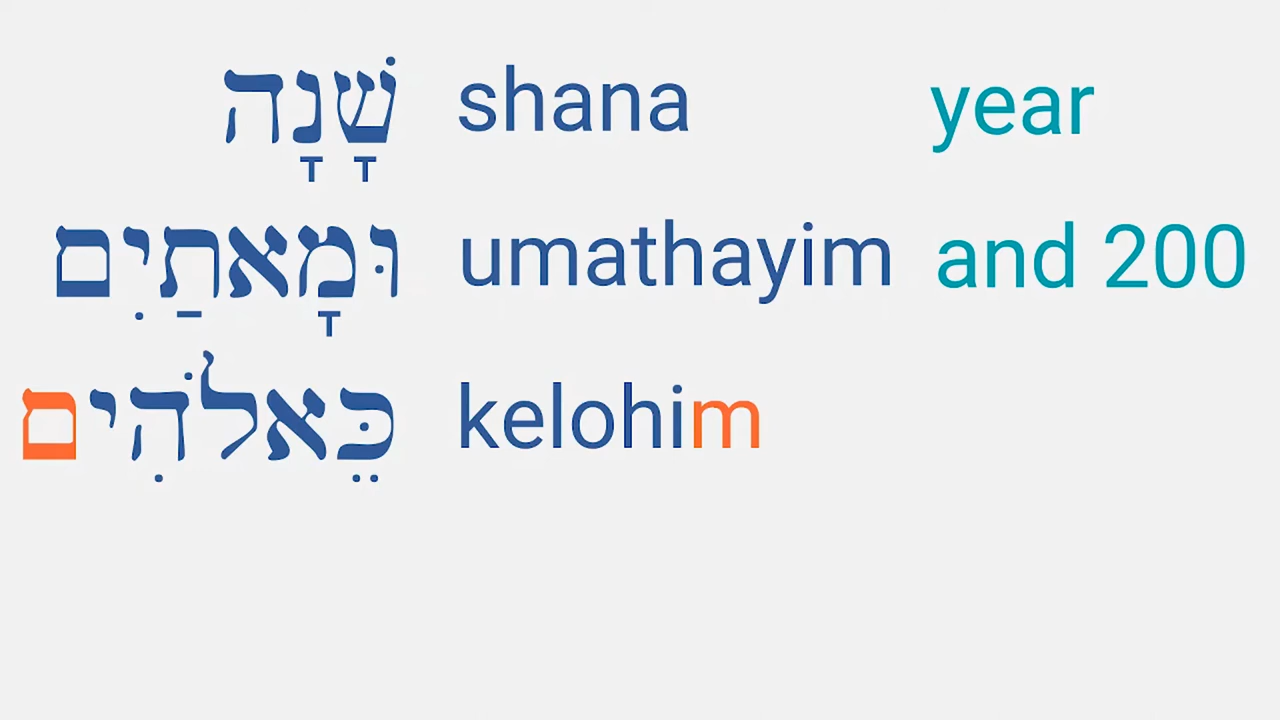 שָׁנָה shana year
וּמָאתַיִם umathayim and 200
כֵּאלֹהִים kelohim